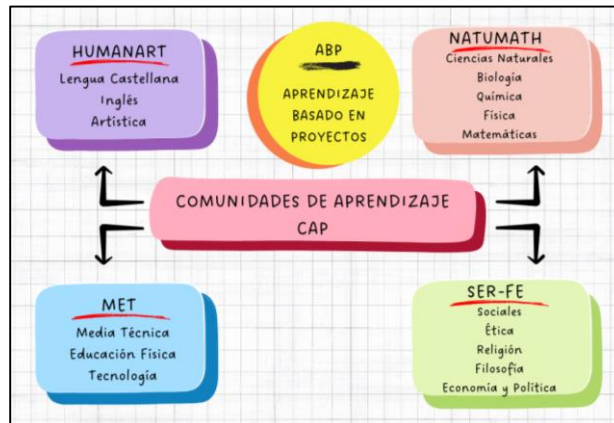 HUMANART
Lengua Castellana
Inglés
Artística
ABP
APRENDIZAJE
BASADO EN
PROYECTOS
NATUMATH
Ciencias Naturales
Biología
Química
Física
Matemáticas
COMUNIDADES DE APRENDIZAJE
CAP
MET
Media Técnica
Educación Física
Tecnología
SER-FE
Sociales
Ética
Religión
Filosofía
Economía y Política